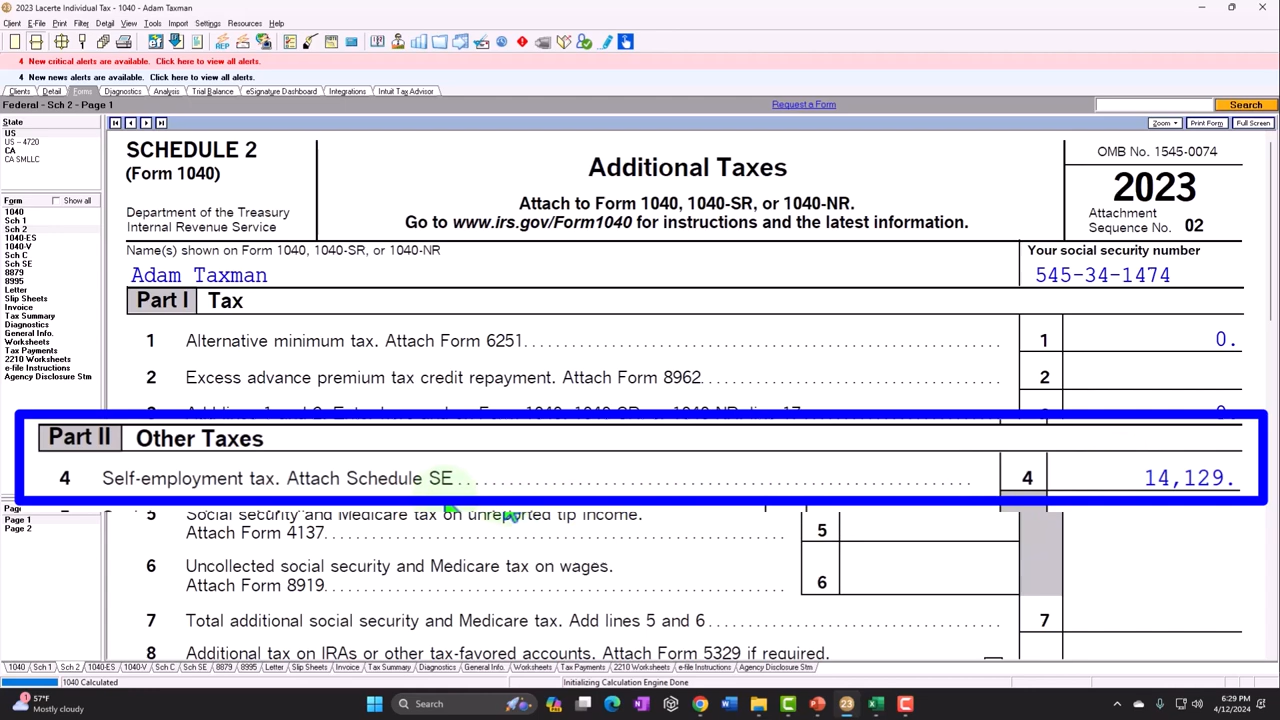 2023 Lacerte Individual Tax - 1040 - Adam Taxman
Client E-File Print Filter Detail View Tools Import Settings Resources Help
4 New critical alerts are available. Click here to view all alerts.
4 New news alerts are available. Click here to view all alerts.
Clients Detail Forms Diagnostics Analysis Trial Balance eSignature Dashboard Integrations Intuit Tax Advisor
Federal - Sch 2 - Page 1
Request a Form
Search
State
US
US - 4720
CA
CA SMLLC
Form Show all
1040
Sch 1
Sch 2
1040-ES
1040-V
Sch C
Sch SE
8879
8995
Letter
Slip Sheets
Invoice
Tax Summary
Diagnostics
General Info.
Worksheets
Tax Payments
2210 Worksheets
e-file Instructions
Agency Disclosure Stm
Page 1
Page 2
Zoom Print Form Full Screen
SCHEDULE 2
(Form 1040)
Department of the Treasury
Internal Revenue Service
Additional Taxes
Attach to Form 1040, 1040-SR, or 1040-NR.
Go to www.irs.gov/Form1040 for instructions and the latest information.
OMB No. 1545-0074
2023
Attachment
Sequence No. 02
Name(s) shown on Form 1040, 1040-SR, or 1040-NR
Your social security number
Adam Taxman
545-34-1474
Part I Tax
1 Alternative minimum tax. Attach Form 6251 1 0.
2 Excess advance premium tax credit repayment. Attach Form 8962 2
Part II Other Taxes
4 Self-employment tax. Attach Schedule SE 4 14,129.
5 Social security and Medicare tax on unreported tip income.
Attach Form 4137 5
6 Uncollected social security and Medicare tax on wages.
Attach Form 8919 6
7 Total additional social security and Medicare tax. Add lines 5 and 6 7
8 Additional tax on IRAs or other tax-favored accounts. Attach Form 5329 if required.
1040 Sch 1 Sch 2 1040-ES 1040-V Sch C Sch SE 8879 8995 Letter Slip Sheets Invoice Tax Summary Diagnostics General Info. Worksheets Tax Payments 2210 Worksheets e-file Instructions Agency Disclosure Stm
1040 Calculated
Initializing Calculation Engine Done
57°F
Mostly cloudy
Search
6:29 PM
4/12/2024